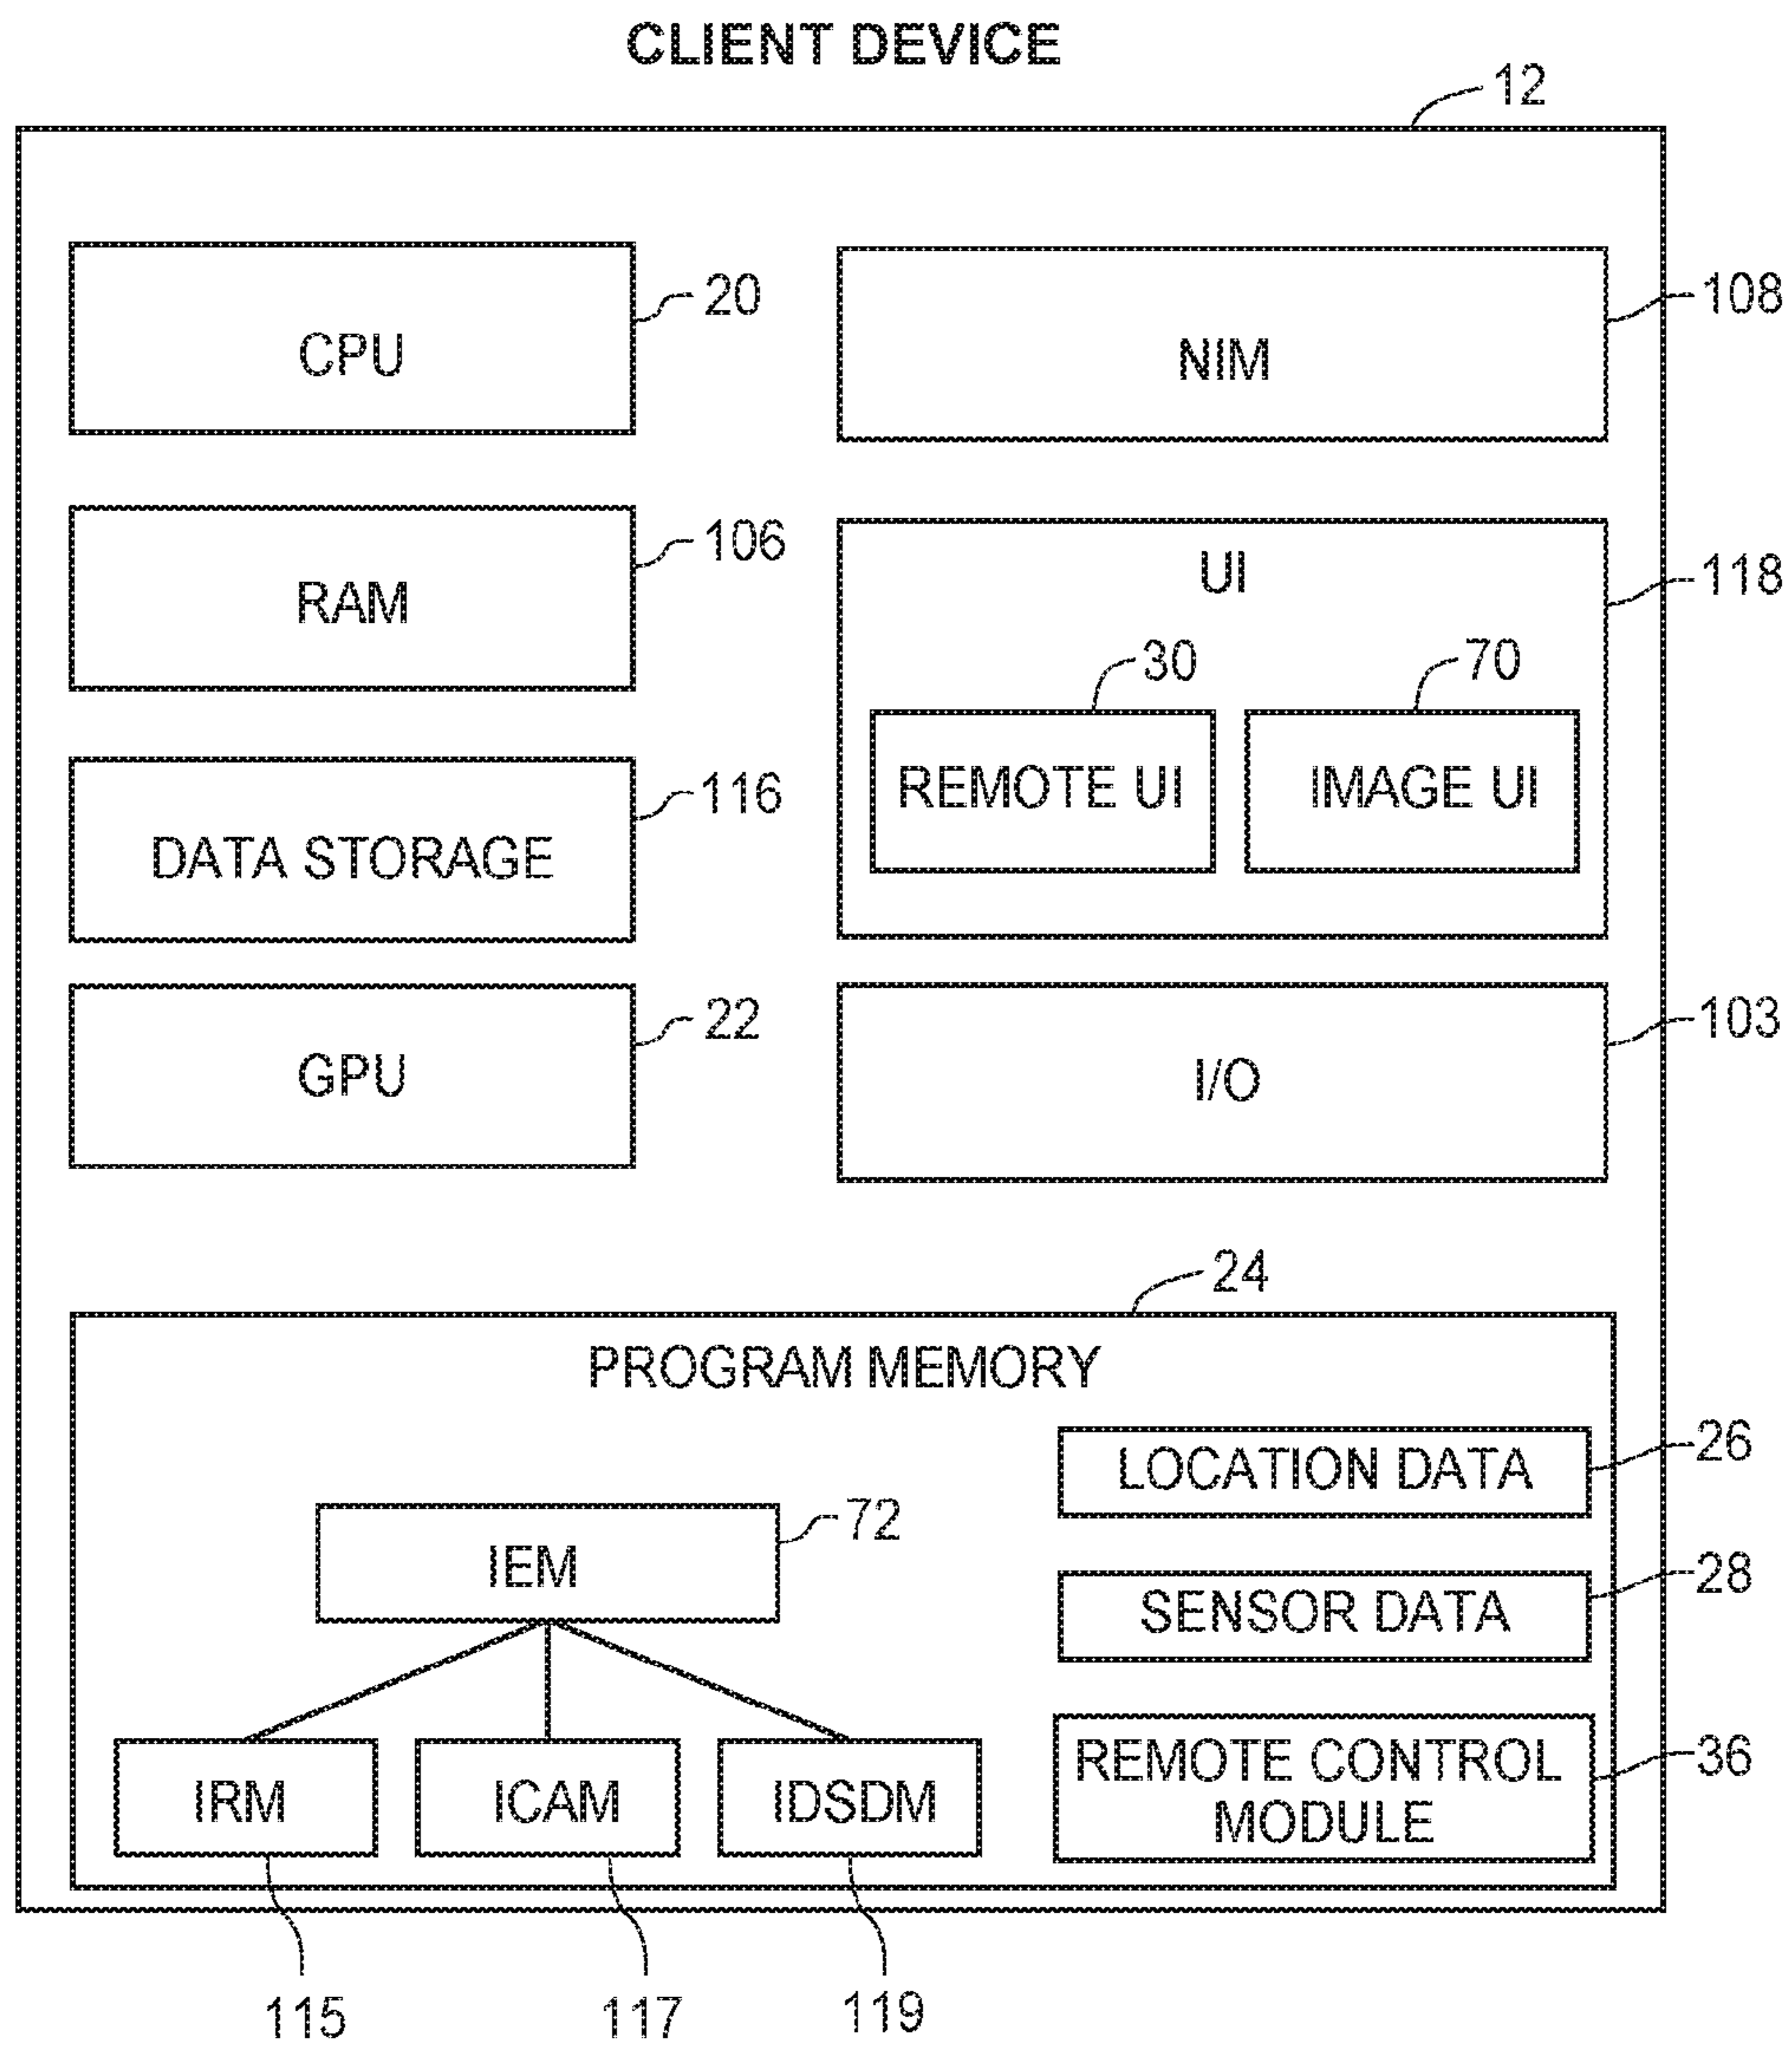 CLIENT DEVICE
12
CPU
20
NIM
108
RAM
106
UI
118
30
70
REMOTE UI
IMAGE UI
DATA STORAGE
116
GPU
22
I/O
103
24
PROGRAM MEMORY
LOCATION DATA
26
IEM
72
SENSOR DATA
28
IRM
ICAM
IDSDM
REMOTE CONTROL
MODULE
36
115
117
119